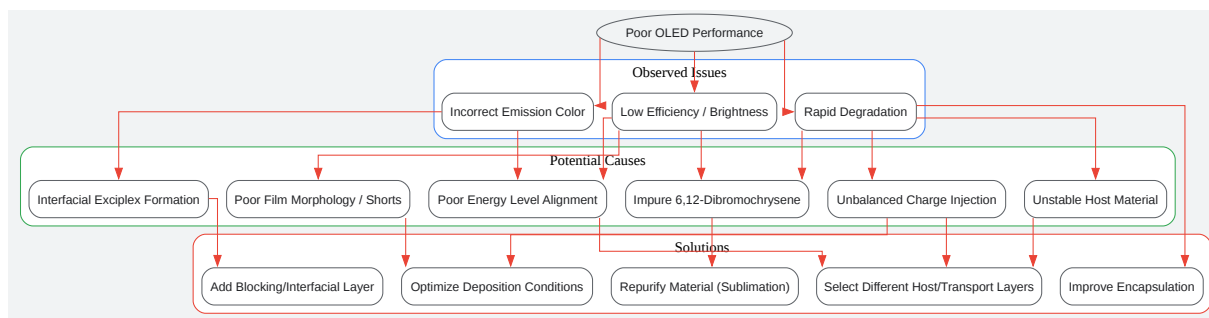 Poor OLED Performance
Observed Issues
Incorrect Emission Color
Low Efficiency / Brightness
Rapid Degradation
Potential Causes
Interfacial Exciplex Formation
Poor Film Morphology / Shorts
Poor Energy Level Alignment
Impure 6,12-Dibromochrysene
Unbalanced Charge Injection
Unstable Host Material
Solutions
Add Blocking/Interfacial Layer
Optimize Deposition Conditions
Repurify Material (Sublimation)
Select Different Host/Transport Layers
Improve Encapsulation